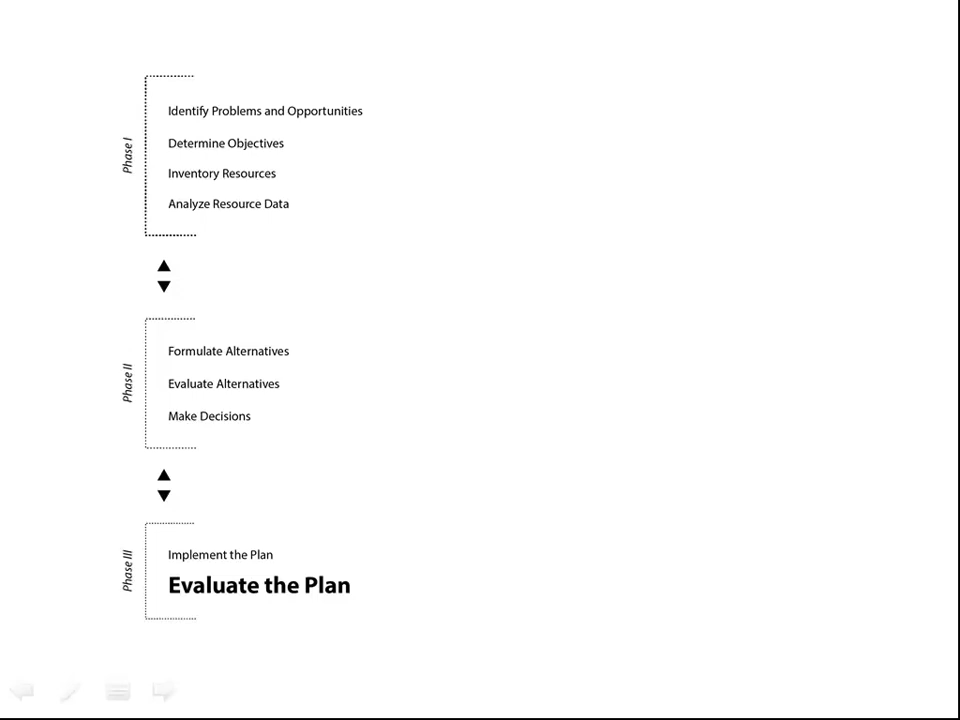 Phase I
Identify Problems and Opportunities
Determine Objectives
Inventory Resources
Analyze Resource Data
Phase II
Formulate Alternatives
Evaluate Alternatives
Make Decisions
Phase III
Implement the Plan
Evaluate the Plan